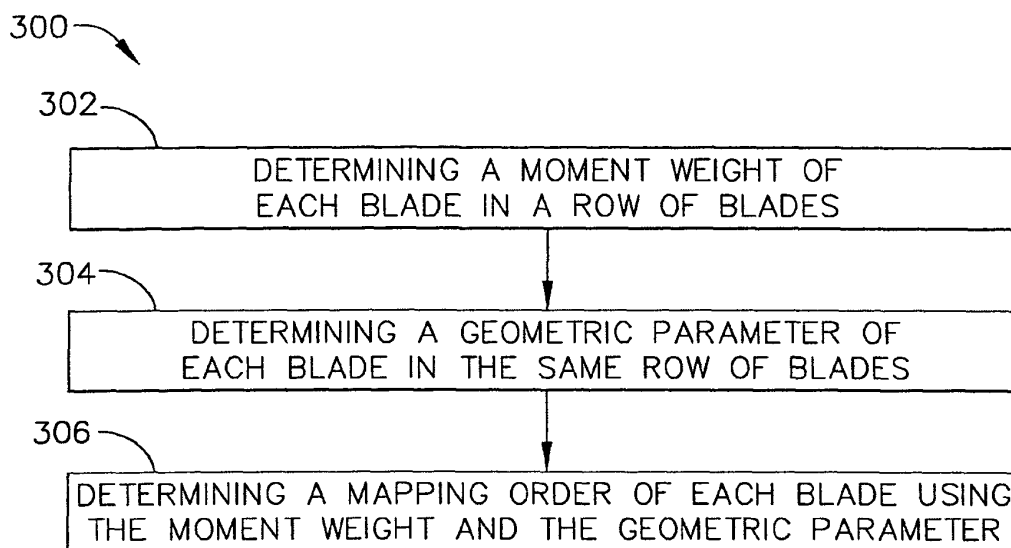 300
302
DETERMINING A MOMENT WEIGHT OF
EACH BLADE IN A ROW OF BLADES
304
DETERMINING A GEOMETRIC PARAMETER OF
EACH BLADE IN THE SAME ROW OF BLADES
306
DETERMINING A MAPPING ORDER OF EACH BLADE USING
THE MOMENT WEIGHT AND THE GEOMETRIC PARAMETER